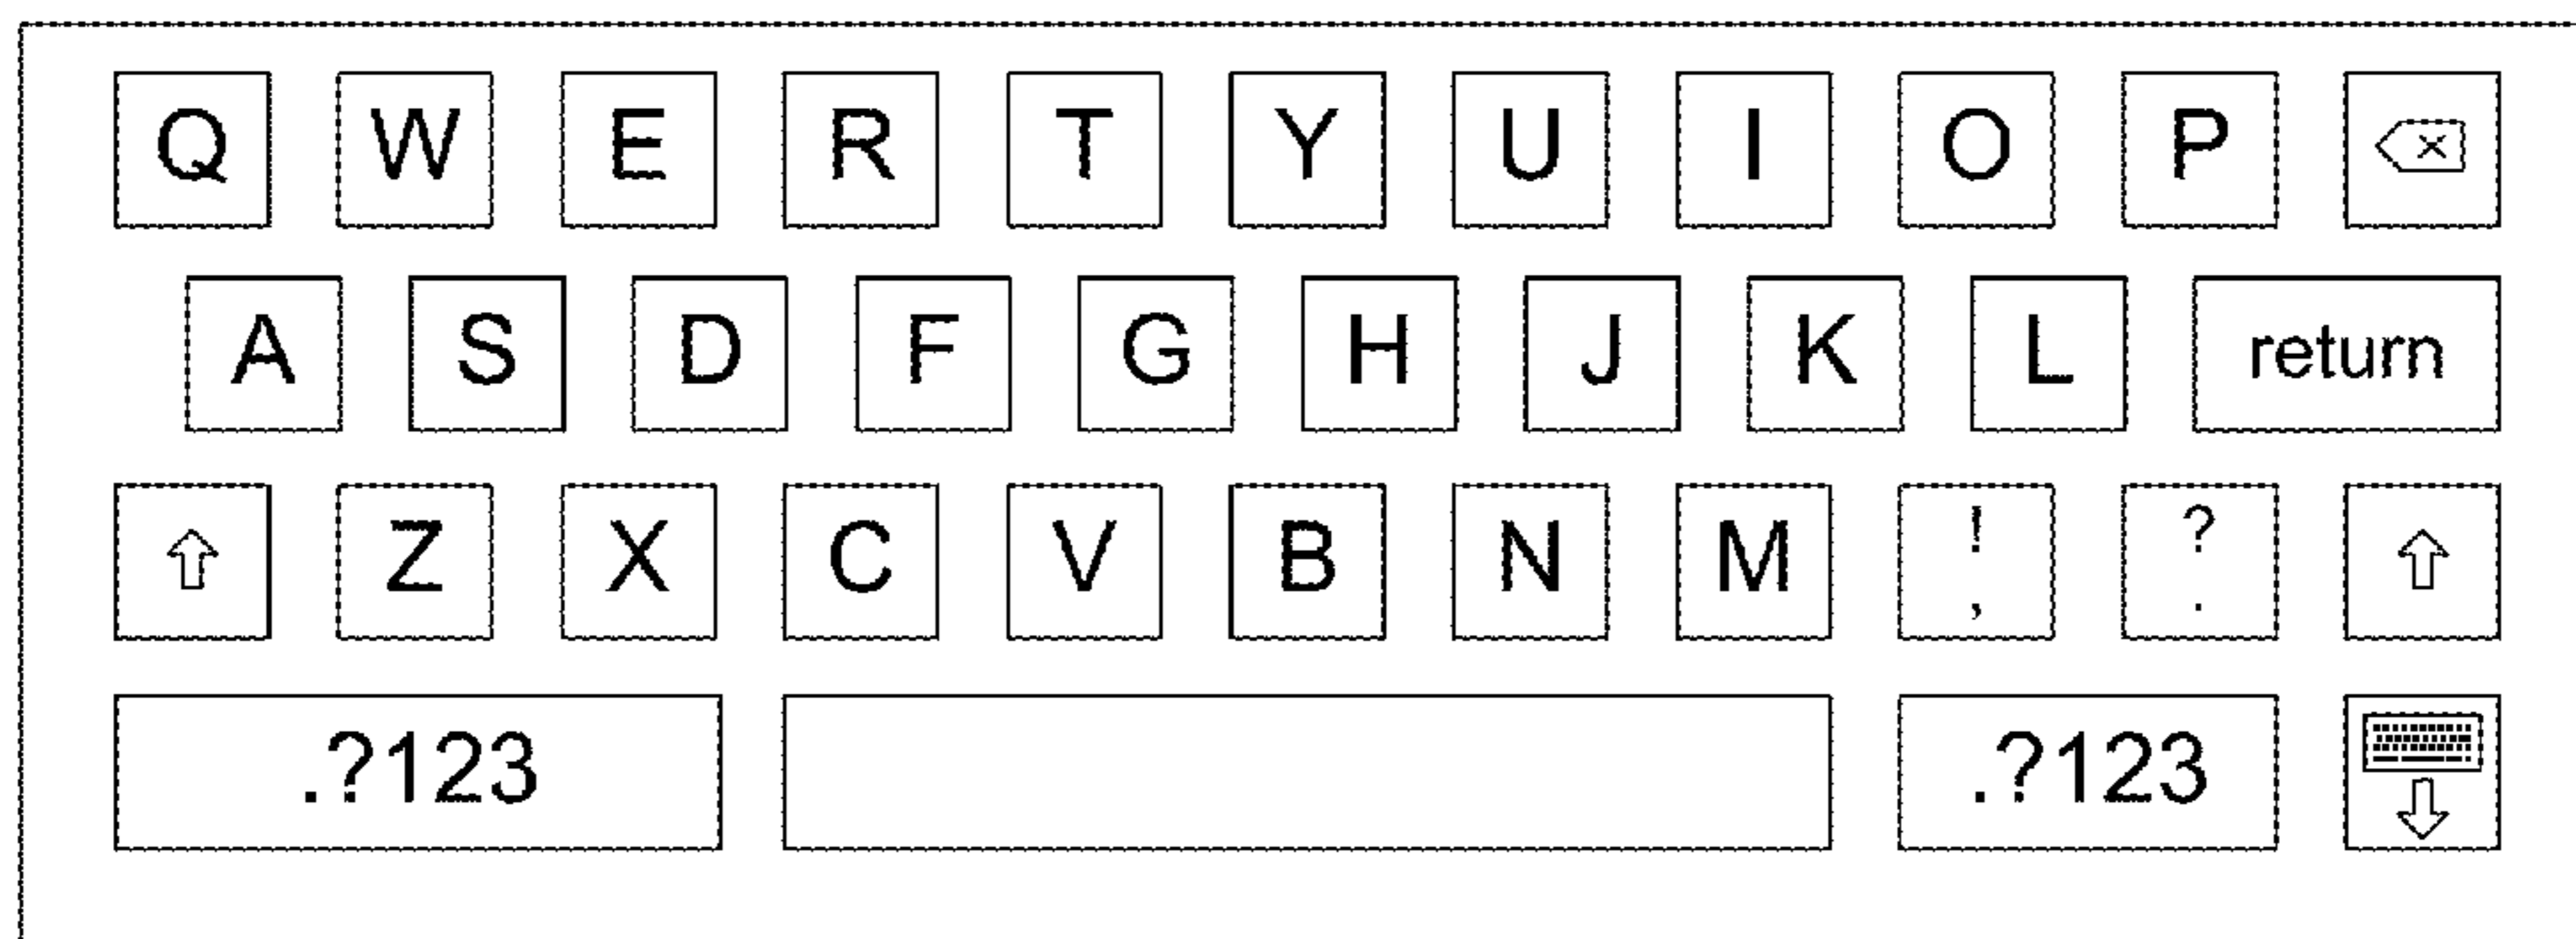 Q W E R T Y U I O P
A S D F G H J K L return
Z X C V B N M ! ?
, .
.?123 .?123